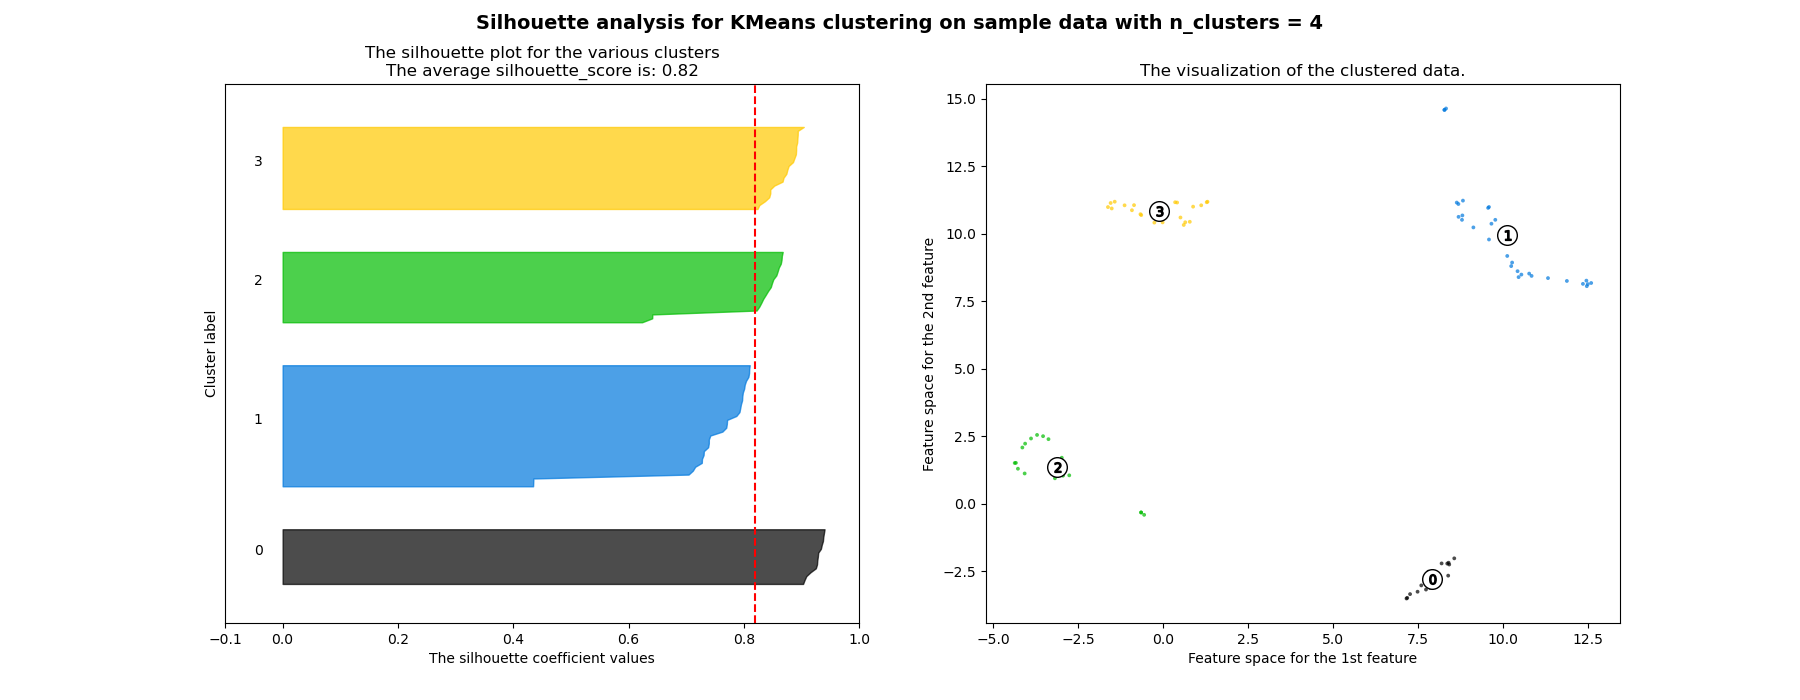 Silhouette analysis for KMeans clustering on sample data with n_clusters = 4
The silhouette plot for the various clusters
The average silhouette_score is: 0.82
Cluster label
3
2
1
0
−0.1 0.0 0.2 0.4 0.6 0.8 1.0
The silhouette coefficient values
The visualization of the clustered data.
Feature space for the 2nd feature
15.0
12.5
10.0
7.5
5.0
2.5
0.0
−2.5
3
1
2
0
−5.0 −2.5 0.0 2.5 5.0 7.5 10.0 12.5
Feature space for the 1st feature